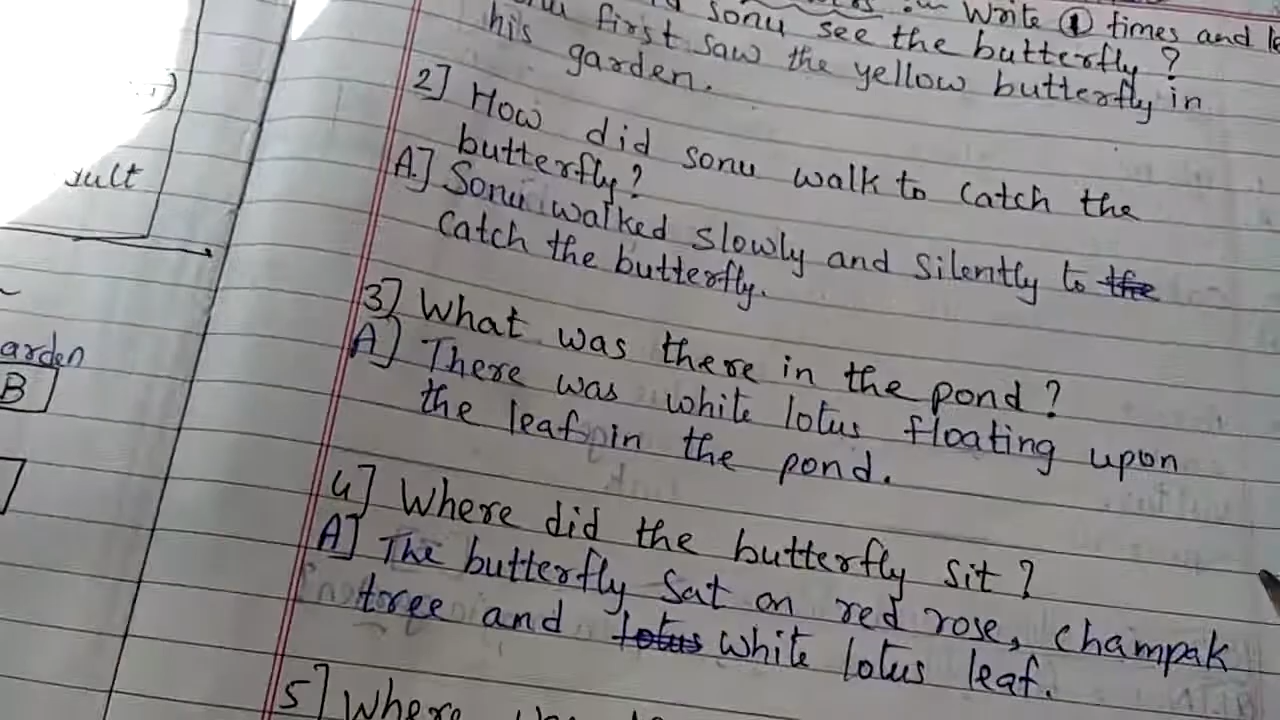 Write ① times and
sonu see the butterfly ?
first saw the yellow butterfly in
his garden.
2] How did sonu walk to catch the
butterfly?
A] Sonu walked slowly and silently to the
catch the butterfly.
3] What was there in the pond ?
A] There was white lotus floating upon
the leaf in the pond.
4] Where did the butterfly sit ?
A] The butterfly sat on red rose, champak
tree and lotus white lotus leaf.
5] Where
sult
arden
B